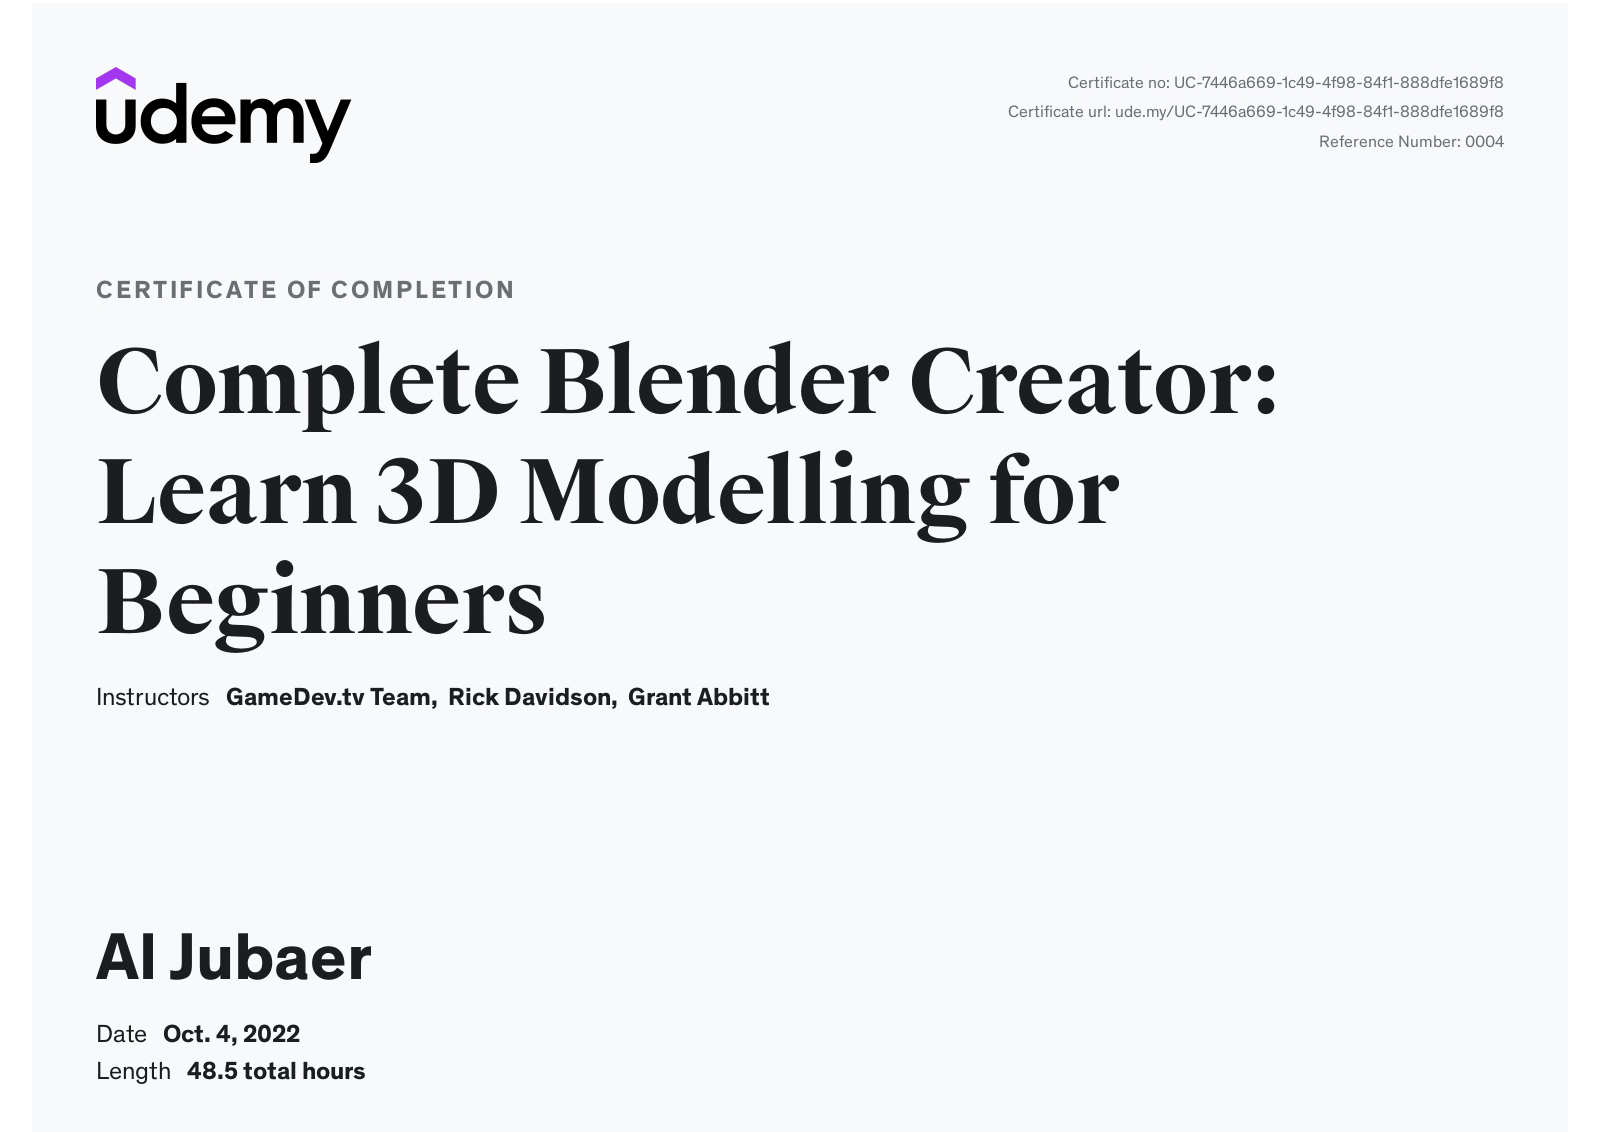 udemy
Certificate no: UC-7446a669-1c49-4f98-84f1-888dfe1689f8
Certificate url: ude.my/UC-7446a669-1c49-4f98-84f1-888dfe1689f8
Reference Number: 0004
CERTIFICATE OF COMPLETION
Complete Blender Creator:
Learn 3D Modelling for
Beginners
Instructors GameDev.tv Team, Rick Davidson, Grant Abbitt
Al Jubaer
Date Oct. 4, 2022
Length 48.5 total hours